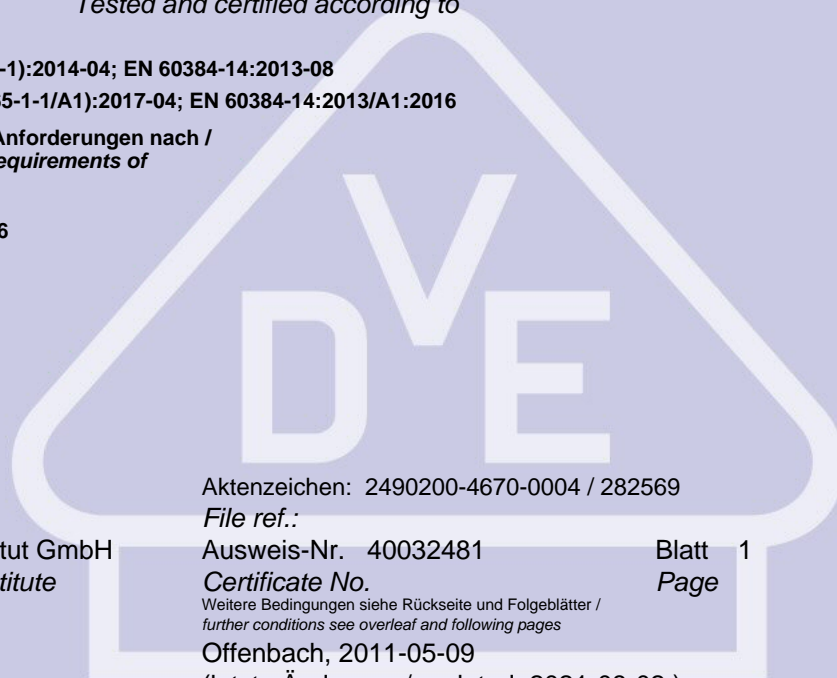 Tested and certified according to
-1):2014-04; EN 60384-14:2013-08
5-1-1/A1):2017-04; EN 60384-14:2013/A1:2016
Anforderungen nach /
equirements of
6
V
D E
Aktenzeichen: 2490200-4670-0004 / 282569
File ref.:
tut GmbH Ausweis-Nr. 40032481 Blatt 1
titute Certificate No. Page
Weitere Bedingungen siehe Rückseite und Folgeblätter /
further conditions see overleaf and following pages
Offenbach, 2011-05-09